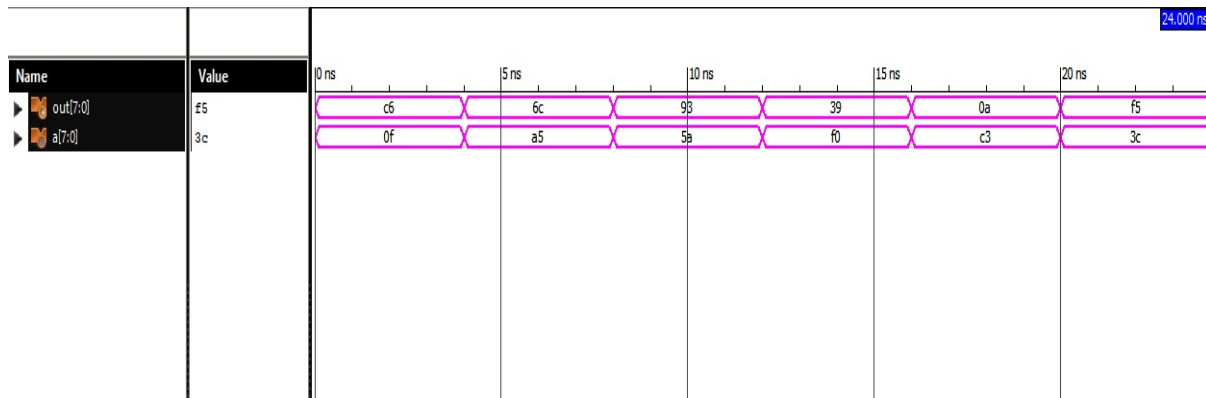 24.000 ns
Name Value 0 ns 5 ns 10 ns 15 ns 20 ns
out[7:0] f5 c6 6c 93 39 0a f5
a[7:0] 3c 0f a5 5a f0 c3 3c